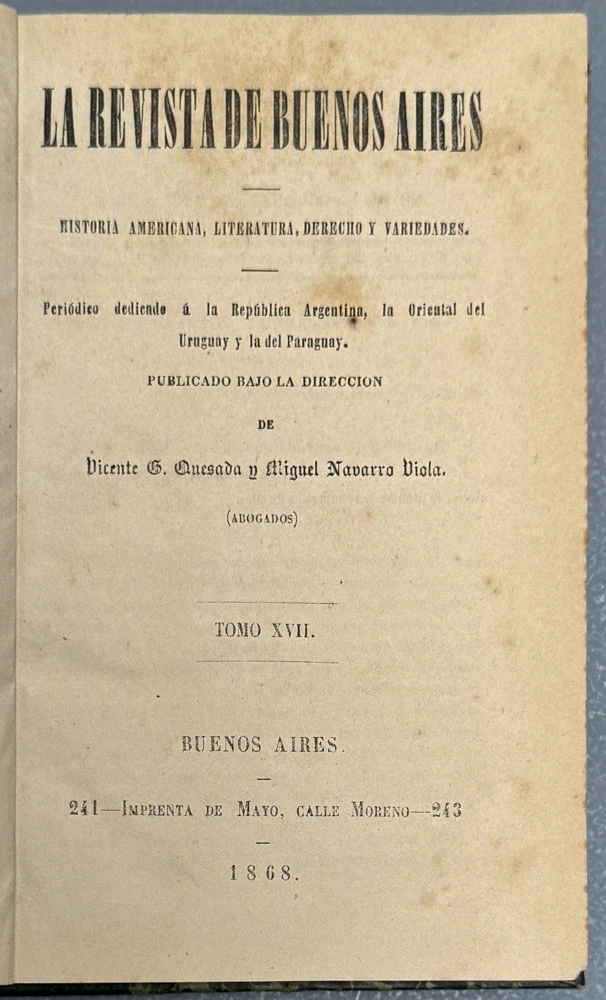 LA REVISTA DE BUENOS AIRES
HISTORIA AMERICANA, LITERATURA, DERECHO Y VARIEDADES.
Periódico dedicado á la República Argentina, la Oriental del
Uruguay y la del Paraguay.
PUBLICADO BAJO LA DIRECCION
DE
Vicente G. Quesada y Miguel Navarro Viola.
(ABOGADOS)
TOMO XVII.
BUENOS AIRES.
241—IMPRENTA DE MAYO, CALLE MORENO—243
1868.